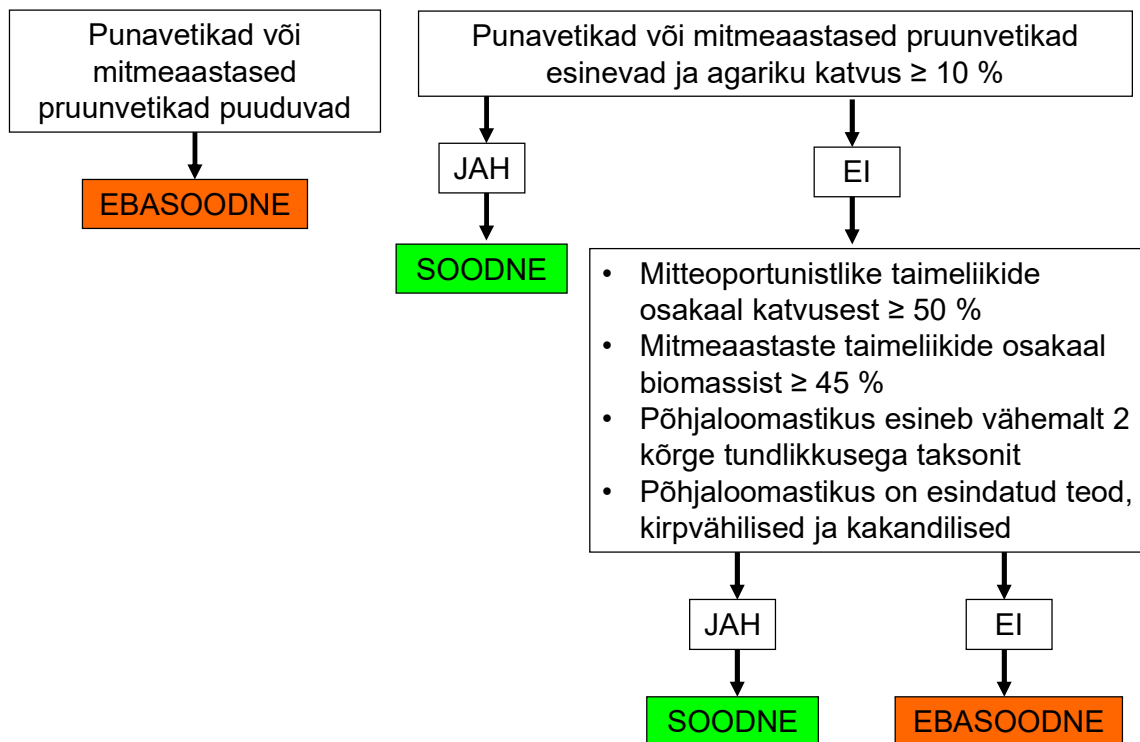 Punavetikad või
mitmeaastased
pruunvetikad puuduvad
EBASOODNE
Punavetikad või mitmeaastased pruunvetikad
esinevad ja agariku katvus ≥ 10 %
JAH
EI
SOODNE
• Mitteoportunistlike taimeliikide
osakaal katvusest ≥ 50 %
• Mitmeaastaste taimeliikide osakaal
biomassist ≥ 45 %
• Põhjaloomastikus esineb vähemalt 2
kõrge tundlikkusega taksonit
• Põhjaloomastikus on esindatud teod,
kirpvähilised ja kakandilised
JAH
EI
SOODNE
EBASOODNE